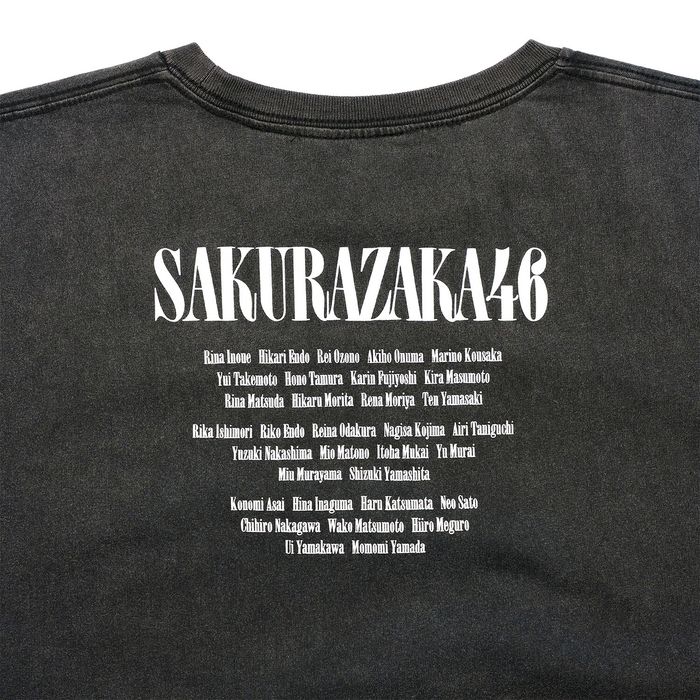 SAKURAZAKA46
Rina Inoue Hikari Endo Rei Ozono Akiho Onuma Marino Kousaka
Yui Takemoto Hono Tamura Karin Fujiyoshi Kira Masumoto
Rina Matsuda Hikaru Morita Rena Moriya Ten Yamasaki
Rika Ishimori Riko Endo Reina Odakura Nagisa Kojima Airi Taniguchi
Yuzuki Nakashima Mio Matono Itoha Mukai Yu Murai
Miu Murayama Shizuki Yamashita
Konomi Asai Hina Inaguma Haru Katsumata Neo Sato
Chihiro Nakagawa Wako Matsumoto Hiiro Meguro
Ui Yamakawa Momomi Yamada